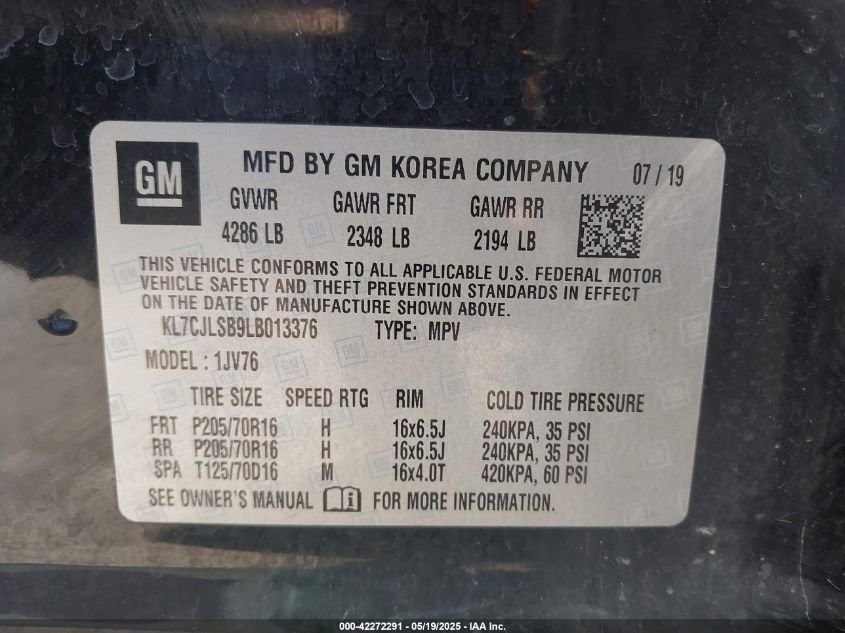 GM MFD BY GM KOREA COMPANY 07 / 19
GVWR GAWR FRT GAWR RR
4286 LB 2348 LB 2194 LB
THIS VEHICLE CONFORMS TO ALL APPLICABLE U.S. FEDERAL MOTOR
VEHICLE SAFETY AND THEFT PREVENTION STANDARDS IN EFFECT
ON THE DATE OF MANUFACTURE SHOWN ABOVE.
KL7CJLSB9LB013376 TYPE: MPV
MODEL : 1JV76
TIRE SIZE SPEED RTG RIM COLD TIRE PRESSURE
FRT P205/70R16 H 16x6.5J 240KPA, 35 PSI
RR P205/70R16 H 16x6.5J 240KPA, 35 PSI
SPA T125/70D16 M 16x4.0T 420KPA, 60 PSI
SEE OWNER'S MANUAL i FOR MORE INFORMATION.
000-42272291 - 05/19/2025 - IAA Inc.